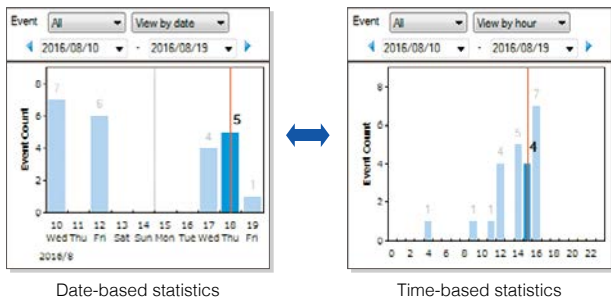 Event All View by date
2016/08/10 - 2016/08/19
Event Count
8
6
4
2
0
7
6
4
5
1
10 11 12 13 14 15 16 17 18 19
Wed Thu Fri Sat Sun Mon Tue Wed Thu Fri
2016/8
Date-based statistics
Event All View by hour
2016/08/10 - 2016/08/19
Event Count
8
6
4
2
0
1
1
1
4
5
4
7
0 2 4 6 8 10 12 14 16 18 20 22
Time-based statistics